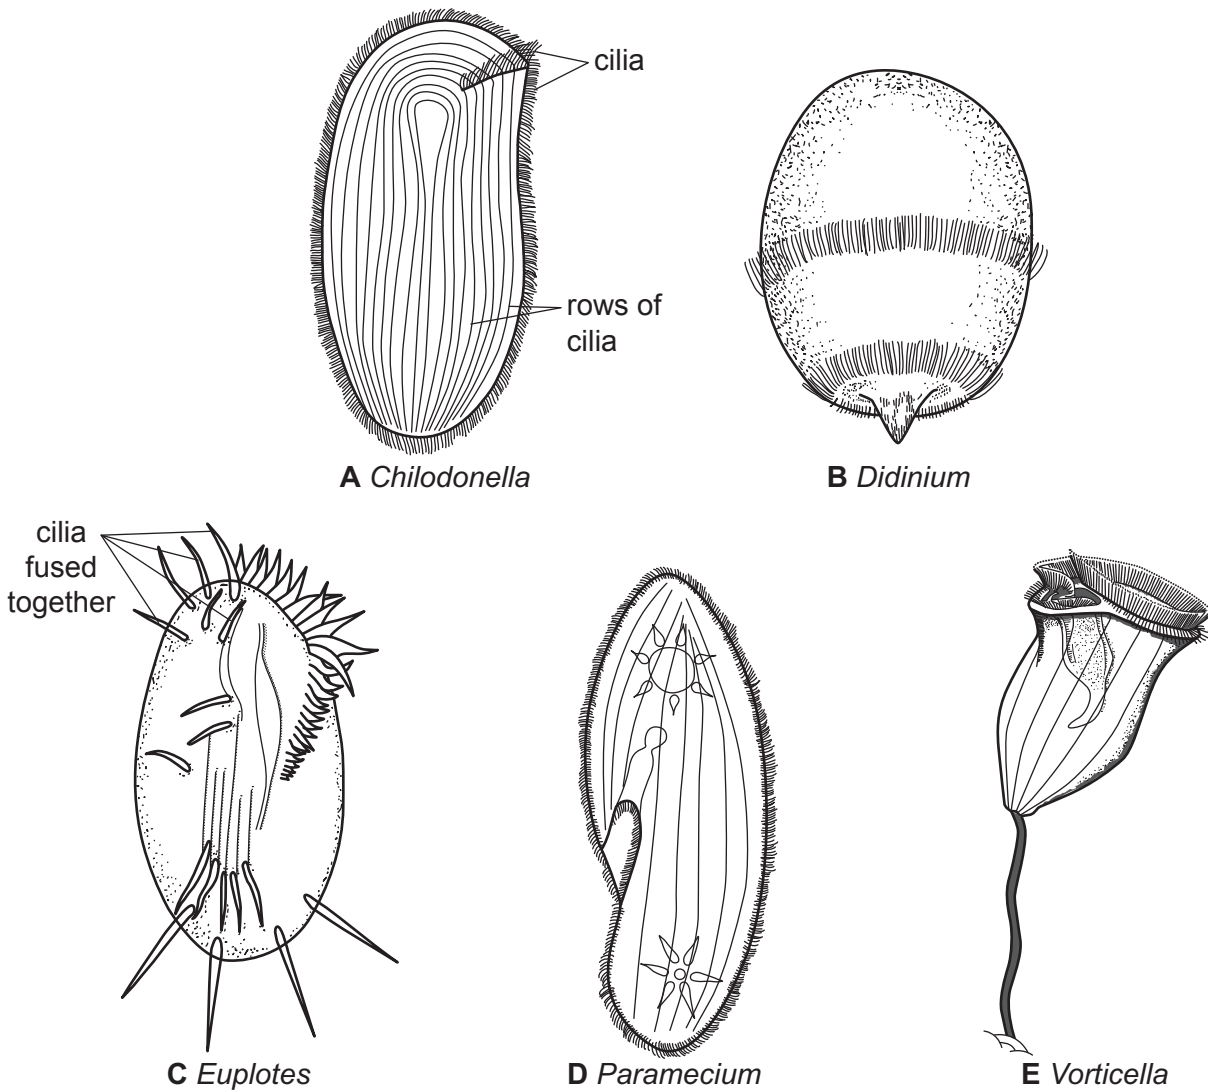 cilia
rows of
cilia
A Chilodonella
B Didinium
cilia
fused
together
C Euplotes
D Paramecium
E Vorticella